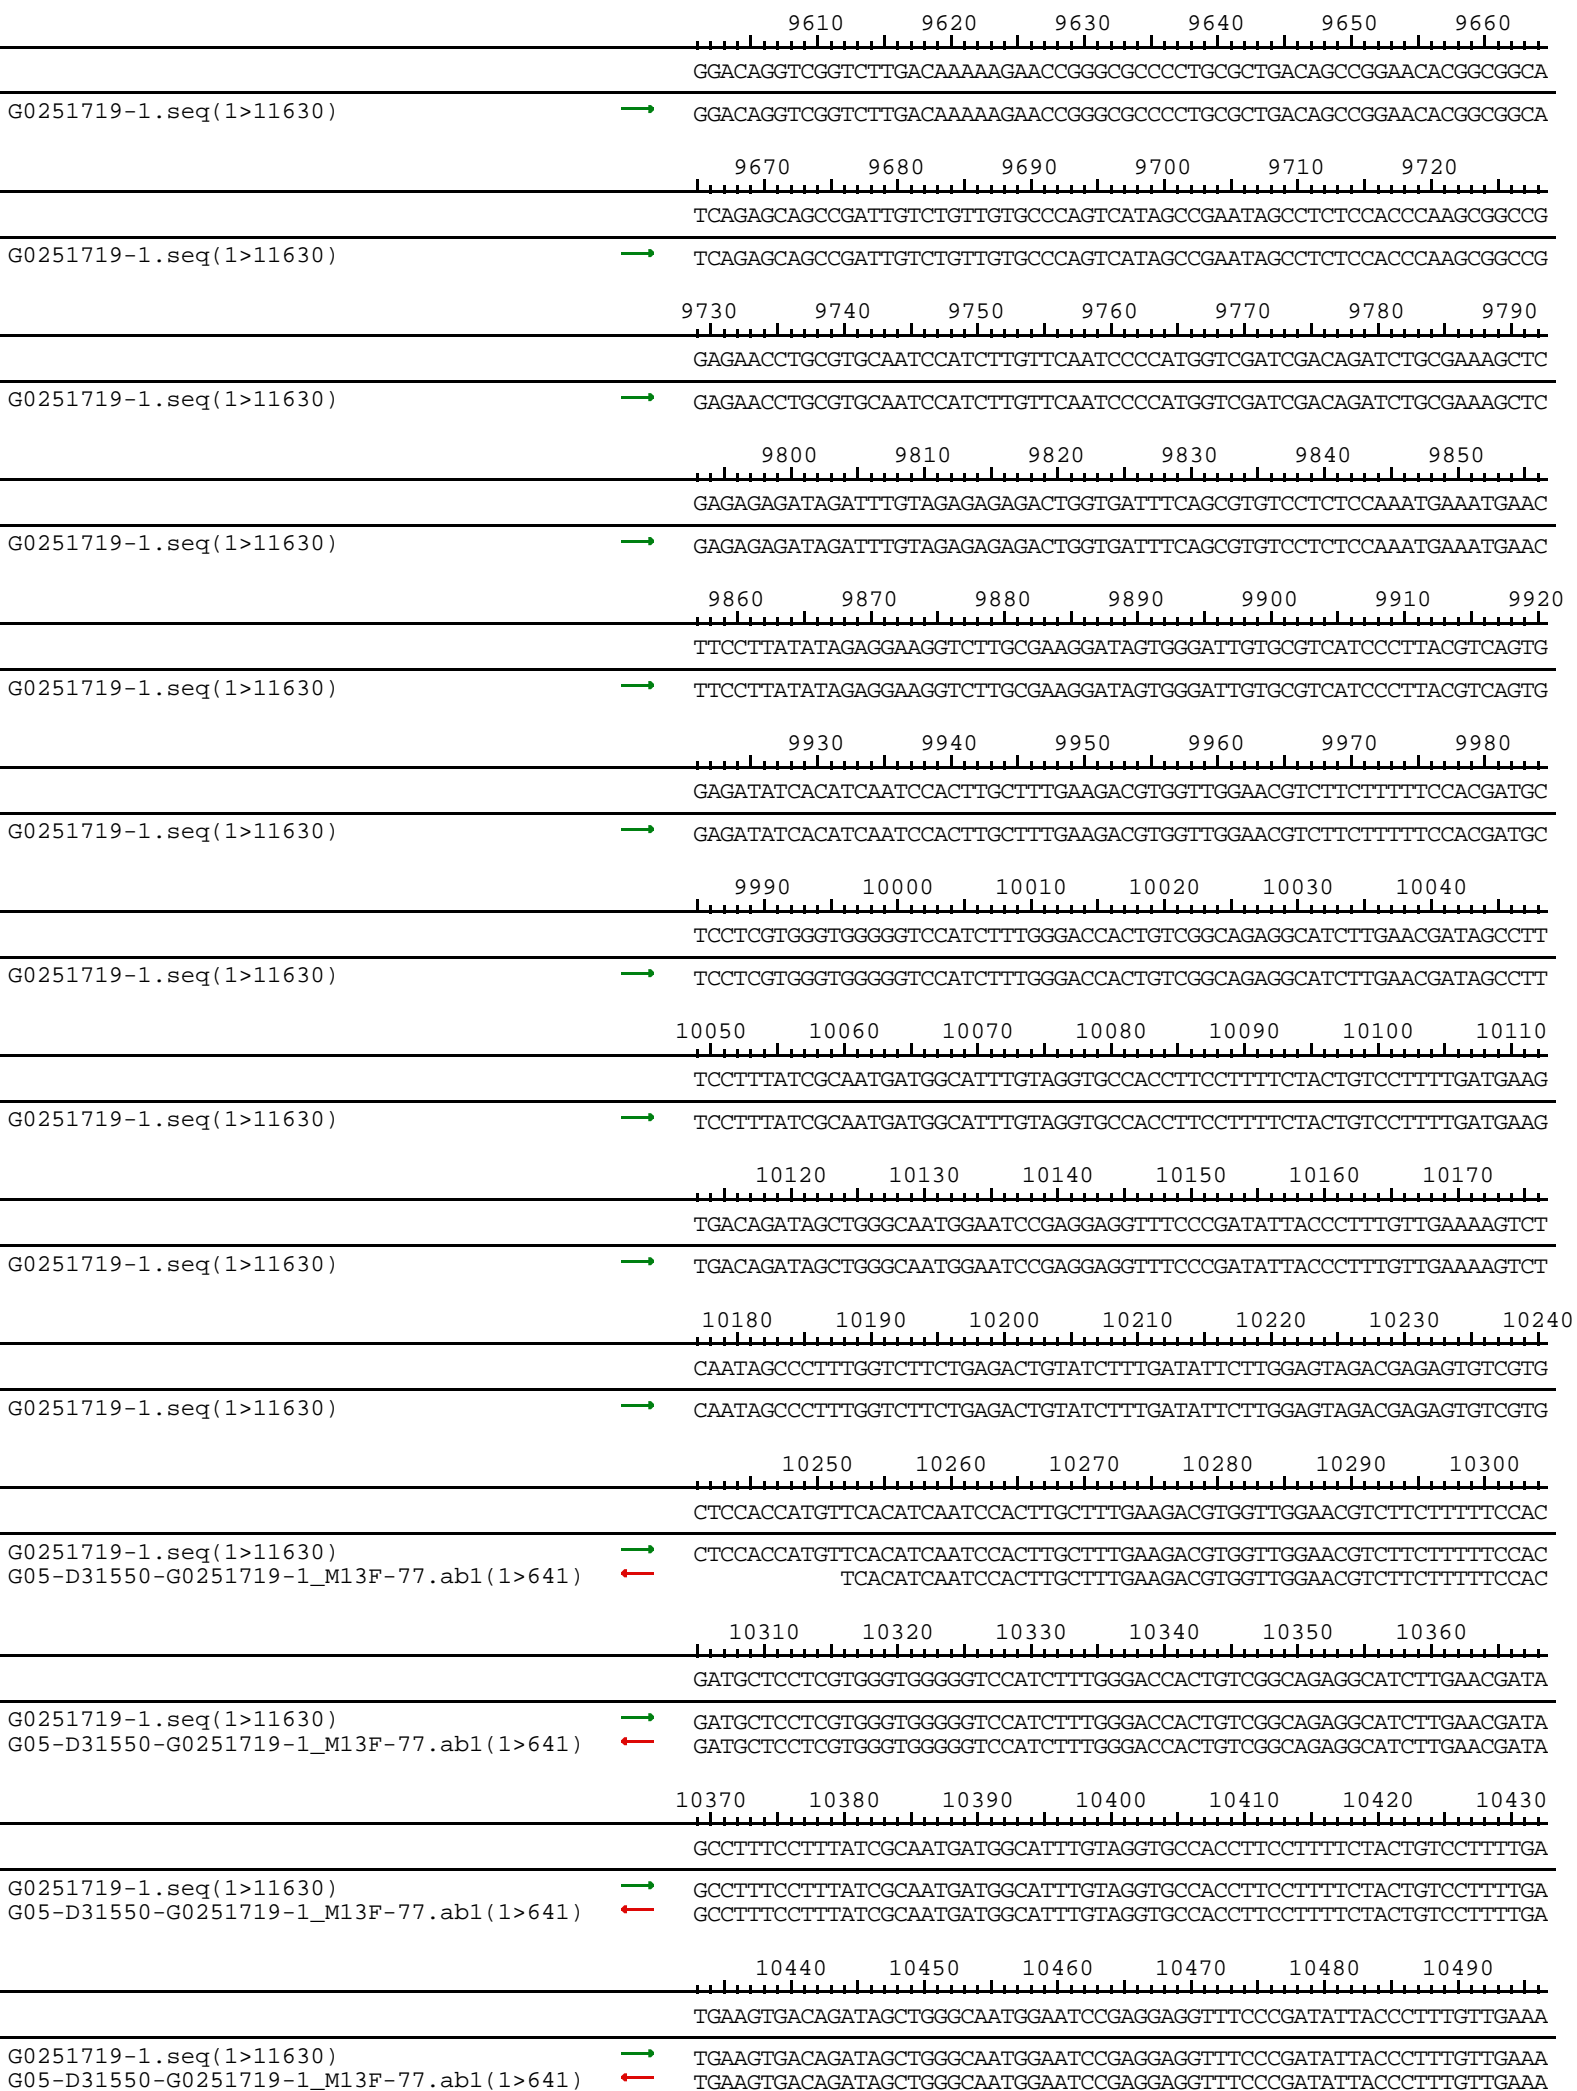 9610 9620 9630 9640 9650 9660
GGACAGGTCGGTCTTGACAAAAAGAACCGGGCGCCCCTGCGCTGACAGCCGGAACACGGCGGCA
G0251719-1.seq(1>11630) GGACAGGTCGGTCTTGACAAAAAGAACCGGGCGCCCCTGCGCTGACAGCCGGAACACGGCGGCA
9670 9680 9690 9700 9710 9720
TCAGAGCAGCCGATTGTCTGTTGTGCCCAGTCATAGCCGAATAGCCTCTCCACCCAAGCGGCCG
G0251719-1.seq(1>11630) TCAGAGCAGCCGATTGTCTGTTGTGCCCAGTCATAGCCGAATAGCCTCTCCACCCAAGCGGCCG
9730 9740 9750 9760 9770 9780 9790
GAGAACCTGCGTGCAATCCATCTTGTTCAATCCCCATGGTCGATCGACAGATCTGCGAAAGCTC
G0251719-1.seq(1>11630) GAGAACCTGCGTGCAATCCATCTTGTTCAATCCCCATGGTCGATCGACAGATCTGCGAAAGCTC
9800 9810 9820 9830 9840 9850
GAGAGAGATAGATTTGTAGAGAGAGACTGGTGATTTCAGCGTGTCCTCTCCAAATGAAATGAAC
G0251719-1.seq(1>11630) GAGAGAGATAGATTTGTAGAGAGAGACTGGTGATTTCAGCGTGTCCTCTCCAAATGAAATGAAC
9860 9870 9880 9890 9900 9910 9920
TTCCTTATATAGAGGAAGGTCTTGCGAAGGATAGTGGGATTGTGCGTCATCCCTTACGTCAGTG
G0251719-1.seq(1>11630) TTCCTTATATAGAGGAAGGTCTTGCGAAGGATAGTGGGATTGTGCGTCATCCCTTACGTCAGTG
9930 9940 9950 9960 9970 9980
GAGATATCACATCAATCCACTTGCTTTGAAGACGTGGTTGGAACGTCTTCTTTTTCCACGATGC
G0251719-1.seq(1>11630) GAGATATCACATCAATCCACTTGCTTTGAAGACGTGGTTGGAACGTCTTCTTTTTCCACGATGC
9990 10000 10010 10020 10030 10040
TCCTCGTGGGTGGGGGTCCATCTTTGGGACCACTGTCGGCAGAGGCATCTTGAACGATAGCCTT
G0251719-1.seq(1>11630) TCCTCGTGGGTGGGGGTCCATCTTTGGGACCACTGTCGGCAGAGGCATCTTGAACGATAGCCTT
10050 10060 10070 10080 10090 10100 10110
TCCTTTATCGCAATGATGGCATTTGTAGGTGCCACCTTCCTTTTCTACTGTCCTTTTGATGAAG
G0251719-1.seq(1>11630) TCCTTTATCGCAATGATGGCATTTGTAGGTGCCACCTTCCTTTTCTACTGTCCTTTTGATGAAG
10120 10130 10140 10150 10160 10170
TGACAGATAGCTGGGCAATGGAATCCGAGGAGGTTTCCCGATATTACCCTTTGTTGAAAAGTCT
G0251719-1.seq(1>11630) TGACAGATAGCTGGGCAATGGAATCCGAGGAGGTTTCCCGATATTACCCTTTGTTGAAAAGTCT
10180 10190 10200 10210 10220 10230 10240
CAATAGCCCTTTGGTCTTCTGAGACTGTATCTTTGATATTCTTGGAGTAGACGAGAGTGTCGTG
G0251719-1.seq(1>11630) CAATAGCCCTTTGGTCTTCTGAGACTGTATCTTTGATATTCTTGGAGTAGACGAGAGTGTCGTG
10250 10260 10270 10280 10290 10300
CTCCACCATGTTCACATCAATCCACTTGCTTTGAAGACGTGGTTGGAACGTCTTCTTTTTCCAC
G0251719-1.seq(1>11630) CTCCACCATGTTCACATCAATCCACTTGCTTTGAAGACGTGGTTGGAACGTCTTCTTTTTCCAC
G05-D31550-G0251719-1_M13F-77.ab1(1>641) TCACATCAATCCACTTGCTTTGAAGACGTGGTTGGAACGTCTTCTTTTTCCAC
10310 10320 10330 10340 10350 10360
GATGCTCCTCGTGGGTGGGGGTCCATCTTTGGGACCACTGTCGGCAGAGGCATCTTGAACGATA
G0251719-1.seq(1>11630) GATGCTCCTCGTGGGTGGGGGTCCATCTTTGGGACCACTGTCGGCAGAGGCATCTTGAACGATA
G05-D31550-G0251719-1_M13F-77.ab1(1>641) GATGCTCCTCGTGGGTGGGGGTCCATCTTTGGGACCACTGTCGGCAGAGGCATCTTGAACGATA
10370 10380 10390 10400 10410 10420 10430
GCCTTTCCTTTATCGCAATGATGGCATTTGTAGGTGCCACCTTCCTTTTCTACTGTCCTTTTGA
G0251719-1.seq(1>11630) GCCTTTCCTTTATCGCAATGATGGCATTTGTAGGTGCCACCTTCCTTTTCTACTGTCCTTTTGA
G05-D31550-G0251719-1_M13F-77.ab1(1>641) GCCTTTCCTTTATCGCAATGATGGCATTTGTAGGTGCCACCTTCCTTTTCTACTGTCCTTTTGA
10440 10450 10460 10470 10480 10490
TGAAGTGACAGATAGCTGGGCAATGGAATCCGAGGAGGTTTCCCGATATTACCCTTTGTTGAAA
G0251719-1.seq(1>11630) TGAAGTGACAGATAGCTGGGCAATGGAATCCGAGGAGGTTTCCCGATATTACCCTTTGTTGAAA
G05-D31550-G0251719-1_M13F-77.ab1(1>641) TGAAGTGACAGATAGCTGGGCAATGGAATCCGAGGAGGTTTCCCGATATTACCCTTTGTTGAAA